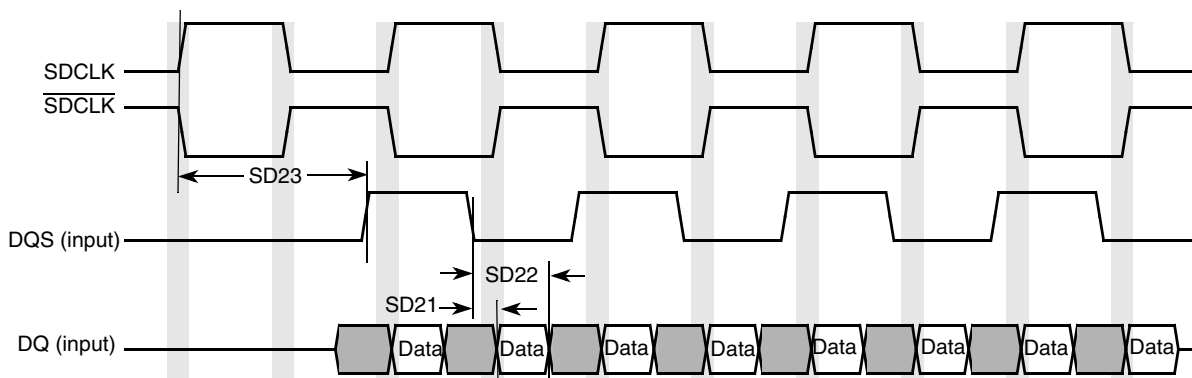 SDCLK
SDCLK
SD23
DQS (input)
SD22
SD21
DQ (input)
Data Data Data Data Data Data Data Data